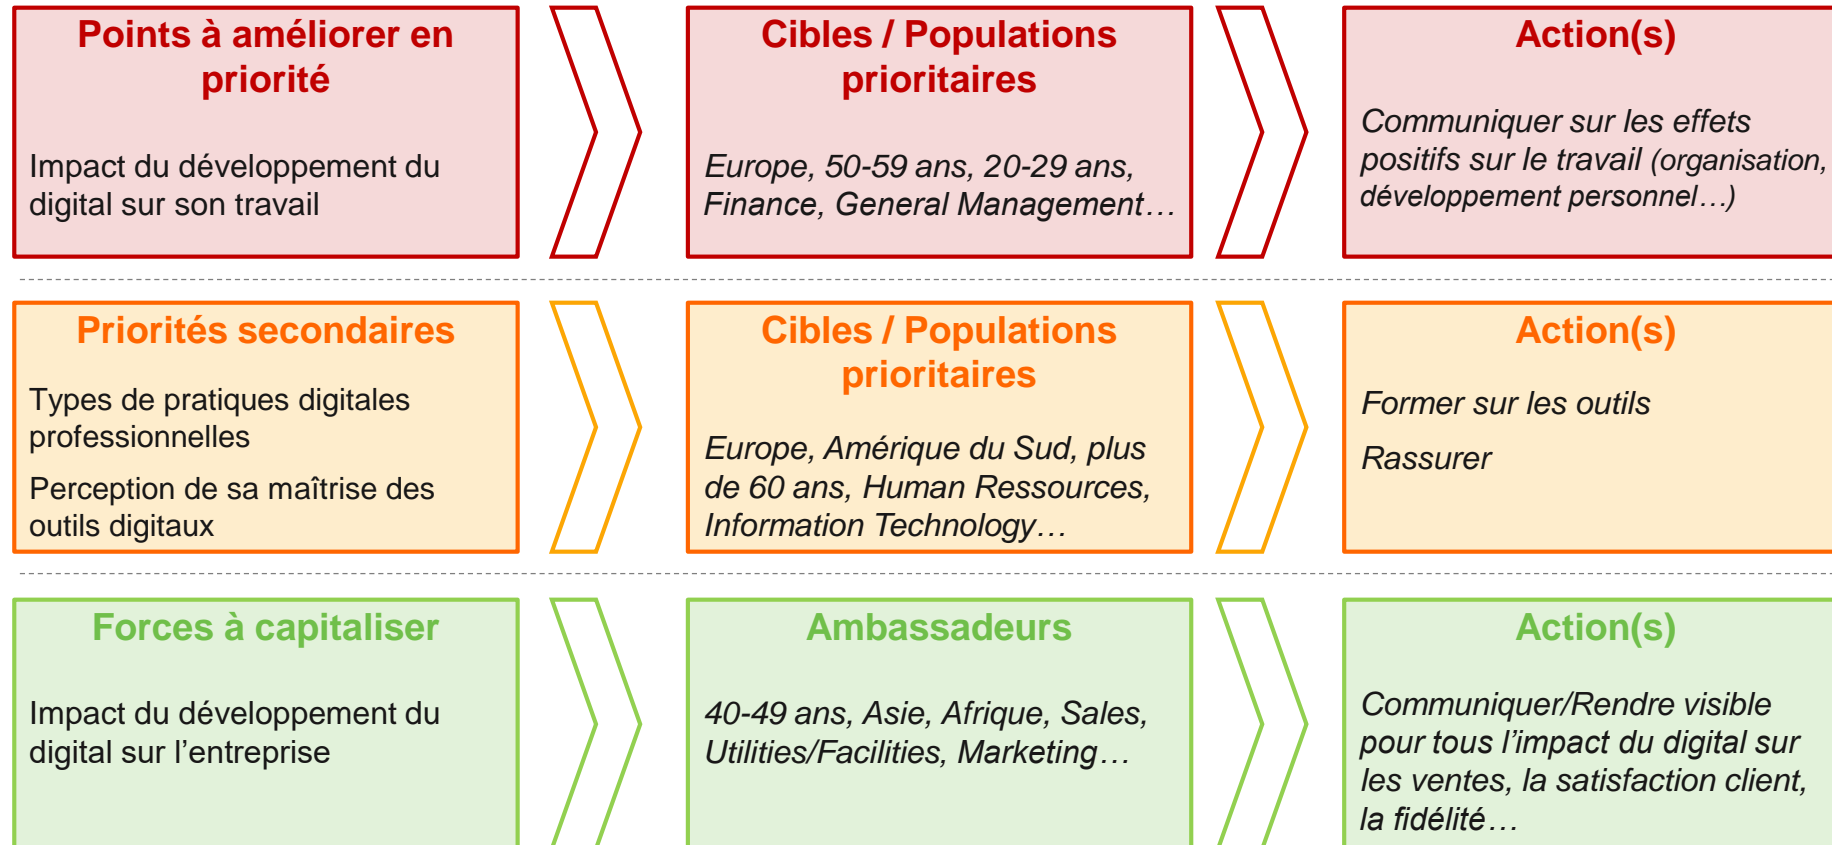 Points à améliorer en
priorité
Impact du développement du
digital sur son travail
Cibles / Populations
prioritaires
Europe, 50-59 ans, 20-29 ans,
Finance, General Management…
Action(s)
Communiquer sur les effets
positifs sur le travail (organisation,
développement personnel…)
Priorités secondaires
Types de pratiques digitales
professionnelles
Perception de sa maîtrise des
outils digitaux
Cibles / Populations
prioritaires
Europe, Amérique du Sud, plus
de 60 ans, Human Ressources,
Information Technology…
Action(s)
Former sur les outils
Rassurer
Forces à capitaliser
Impact du développement du
digital sur l’entreprise
Ambassadeurs
40-49 ans, Asie, Afrique, Sales,
Utilities/Facilities, Marketing…
Action(s)
Communiquer/Rendre visible
pour tous l’impact du digital sur
les ventes, la satisfaction client,
la fidélité…